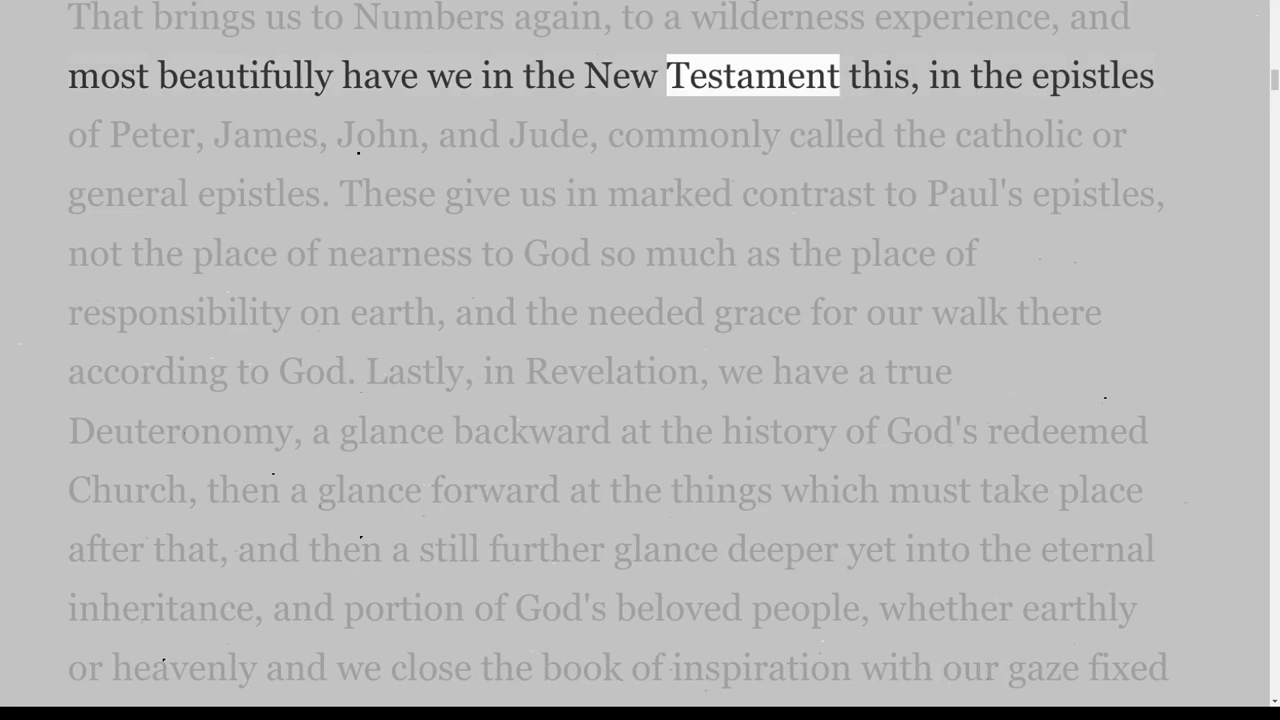 That brings us to Numbers again, to a wilderness experience, and
most beautifully have we in the New Testament this, in the epistles
of Peter, James, John, and Jude, commonly called the catholic or
general epistles. These give us in marked contrast to Paul's epistles,
not the place of nearness to God so much as the place of
responsibility on earth, and the needed grace for our walk there
according to God. Lastly, in Revelation, we have a true
Deuteronomy, a glance backward at the history of God's redeemed
Church, then a glance forward at the things which must take place
after that, and then a still further glance deeper yet into the eternal
inheritance, and portion of God's beloved people, whether earthly
or heavenly and we close the book of inspiration with our gaze fixed